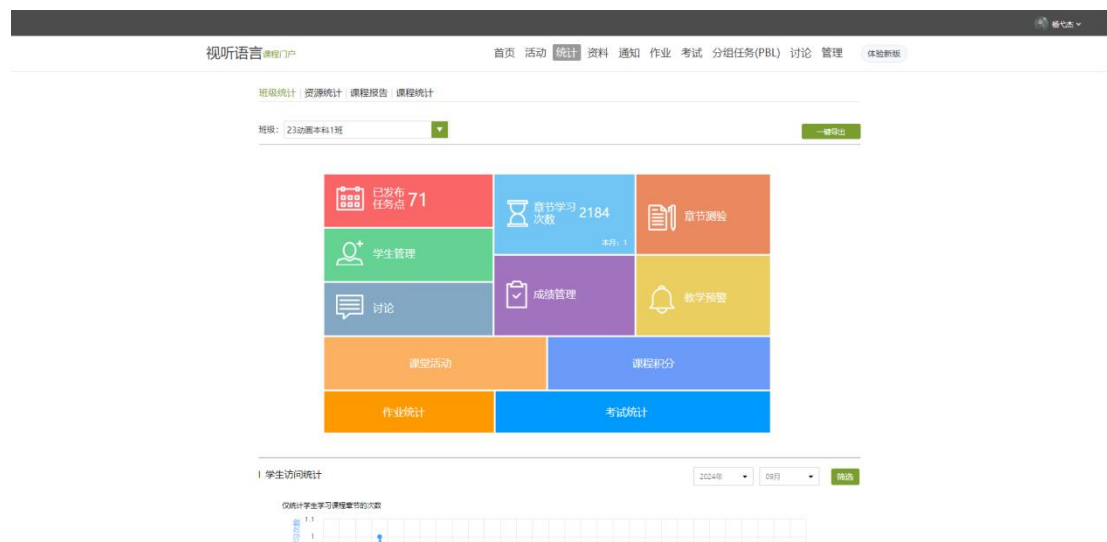 杨代杰
视听语言课程门户
首页 活动 统计 资料 通知 作业 考试 分组任务(PBL) 讨论 管理 体验新版
班级统计 资源统计 课程报告 课程统计
班级： 23动画本科1班 一键导出
已发布
任务点 71
章节学习
次数 2184
本月：1
章节测验
学生管理
讨论
成绩管理
教学预警
课堂活动 课程积分
作业统计 考试统计
学生访问统计 2024年 09月 筛选
仅统计学生学习课程章节的次数
1.1
1